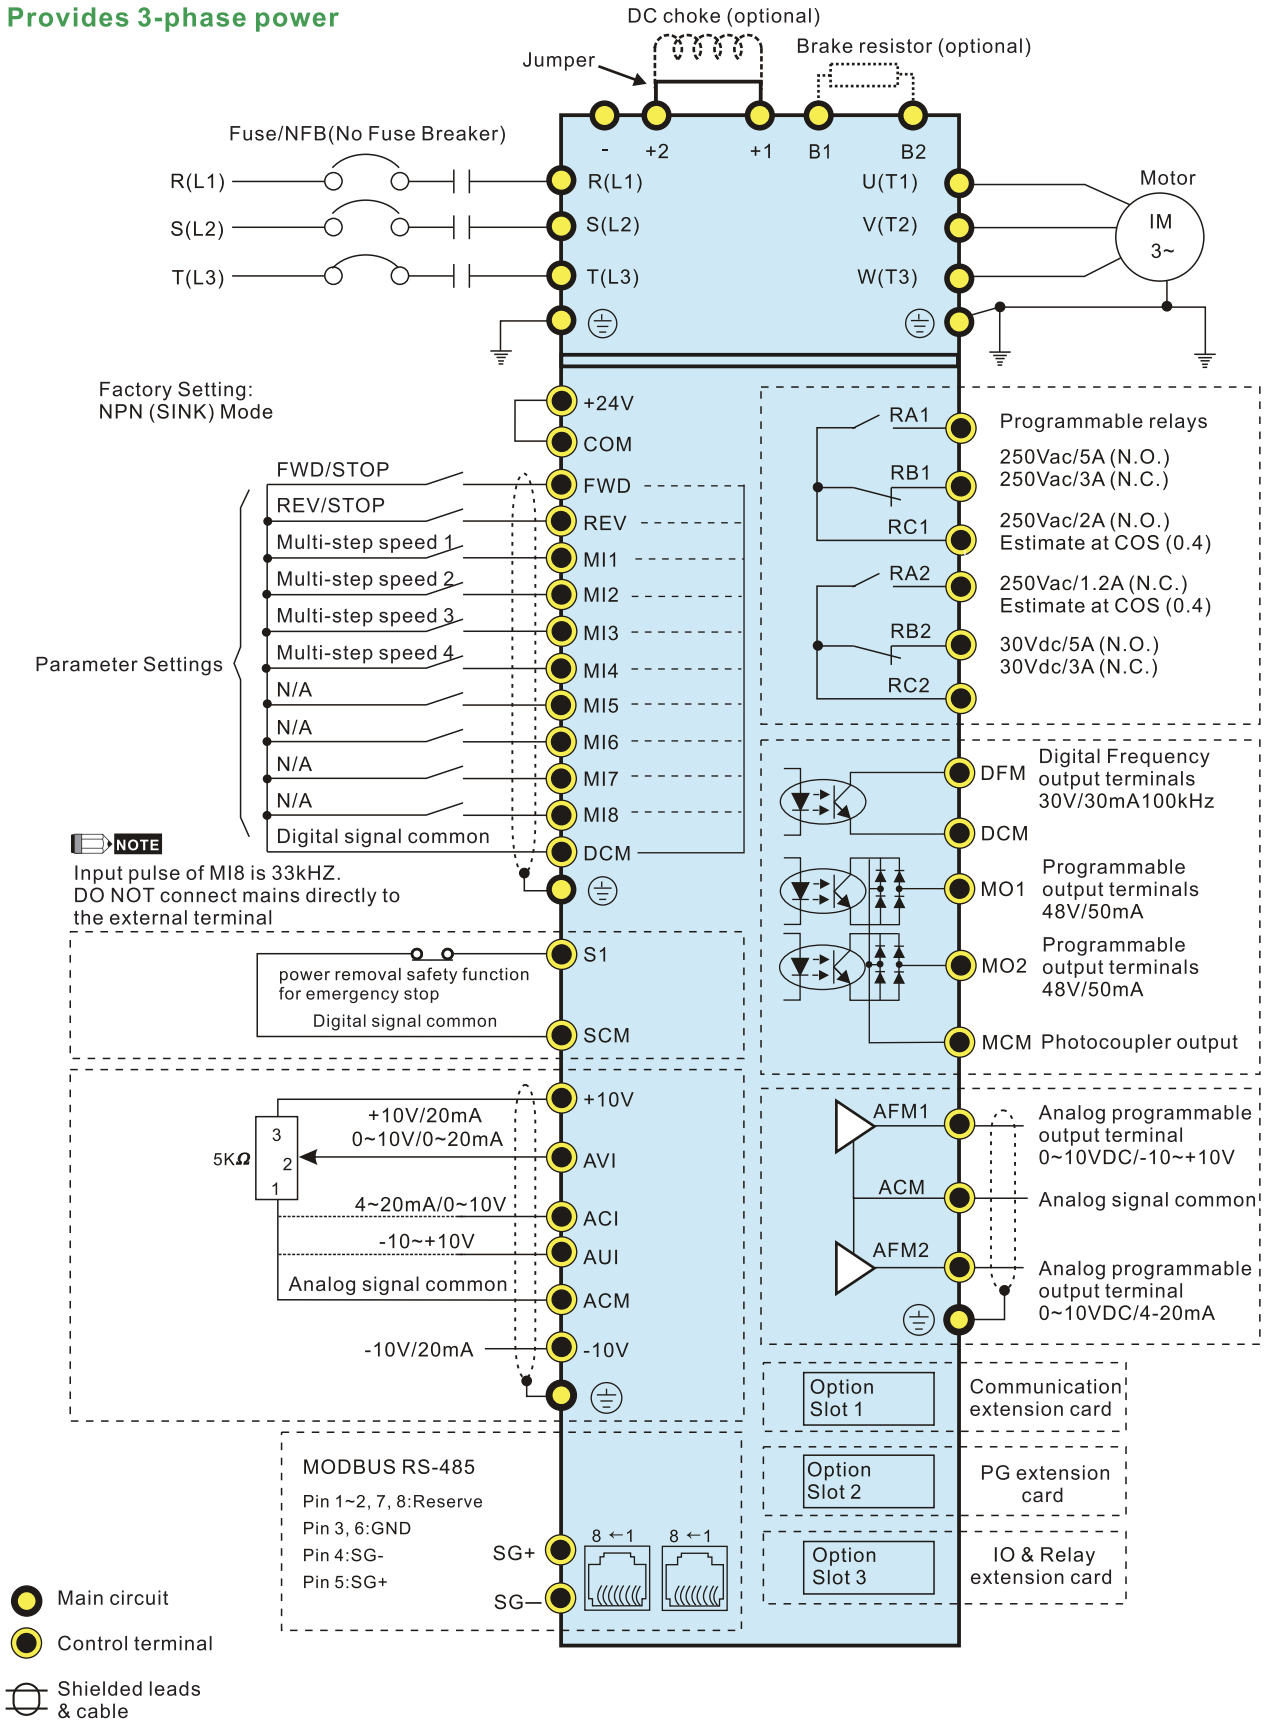 Provides 3-phase power
DC choke (optional)
Brake resistor (optional)
Jumper
Fuse/NFB(No Fuse Breaker)
- +2 +1 B1 B2
R(L1) R(L1) U(T1) Motor
S(L2) S(L2) V(T2) IM
3~
T(L3) T(L3) W(T3)
Factory Setting:
NPN (SINK) Mode
+24V
COM
FWD/STOP FWD
REV/STOP REV
Multi-step speed 1 MI1
Multi-step speed 2 MI2
Multi-step speed 3 MI3
Multi-step speed 4 MI4
Parameter Settings
N/A MI5
N/A MI6
N/A MI7
N/A MI8
Digital signal common DCM
NOTE
Input pulse of MI8 is 33kHZ.
DO NOT connect mains directly to
the external terminal
S1
power removal safety function
for emergency stop
Digital signal common
SCM
+10V
+10V/20mA
0~10V/0~20mA
3
2
1
5KΩ
AVI
4~20mA/0~10V
ACI
-10~+10V
AUI
Analog signal common
ACM
-10V/20mA
-10V
MODBUS RS-485
Pin 1~2, 7, 8:Reserve
Pin 3, 6:GND
Pin 4:SG-
Pin 5:SG+
SG+
SG—
8 ←1
8 ←1
RA1
RB1
RC1
RA2
RB2
RC2
Programmable relays
250Vac/5A (N.O.)
250Vac/3A (N.C.)
250Vac/2A (N.O.)
Estimate at COS (0.4)
250Vac/1.2A (N.C.)
Estimate at COS (0.4)
30Vdc/5A (N.O.)
30Vdc/3A (N.C.)
DFM
Digital Frequency
output terminals
30V/30mA100kHz
DCM
MO1
Programmable
output terminals
48V/50mA
MO2
Programmable
output terminals
48V/50mA
MCM Photocoupler output
AFM1
Analog programmable
output terminal
0~10VDC/-10~+10V
ACM
Analog signal common
AFM2
Analog programmable
output terminal
0~10VDC/4-20mA
Option
Slot 1
Communication
extension card
Option
Slot 2
PG extension
card
Option
Slot 3
IO & Relay
extension card
Main circuit
Control terminal
Shielded leads
& cable